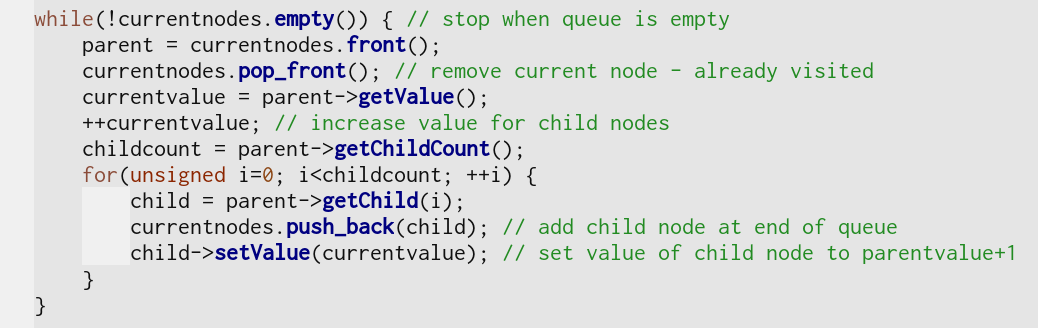 while(!currentnodes.empty()) { // stop when queue is empty
    parent = currentnodes.front();
    currentnodes.pop_front(); // remove current node - already visited
    currentvalue = parent->getValue();
    ++currentvalue; // increase value for child nodes
    childcount = parent->getChildCount();
    for(unsigned i=0; i<childcount; ++i) {
        child = parent->getChild(i);
        currentnodes.push_back(child); // add child node at end of queue
        child->setValue(currentvalue); // set value of child node to parentvalue+1
    }
}